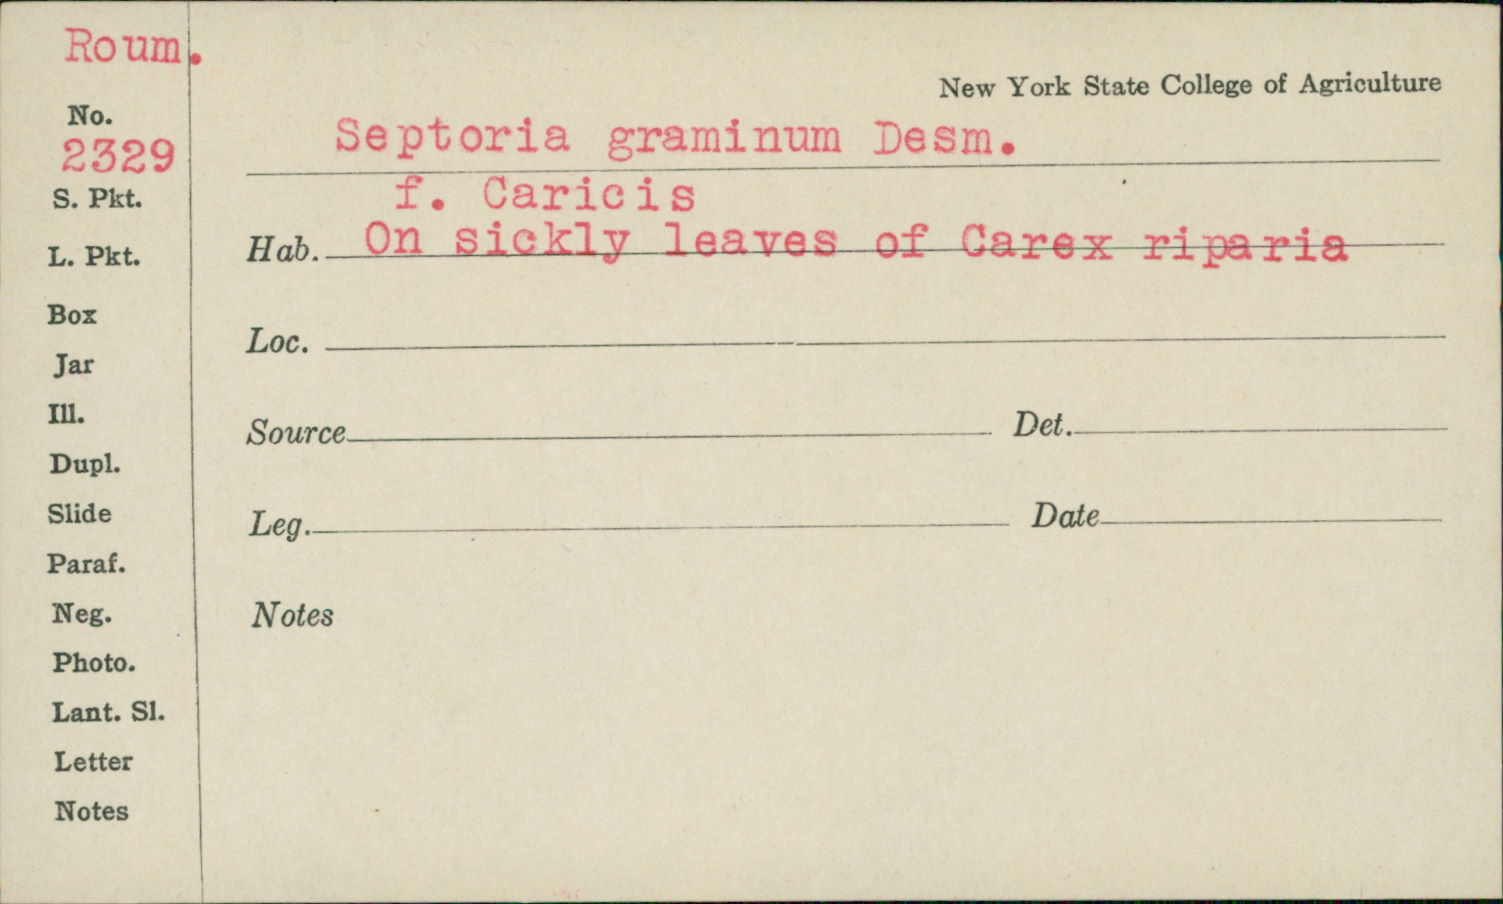 Roum.
New York State College of Agriculture
No.
2329
Septoria graminum Desm.
f. Caricis
S. Pkt.
Hab. On sickly leaves of Carex riparia
L. Pkt.
Box
Loc.
Jar
Ill.
Source Det.
Dupl.
Slide
Leg. Date
Paraf.
Neg.
Notes
Photo.
Lant. Sl.
Letter
Notes